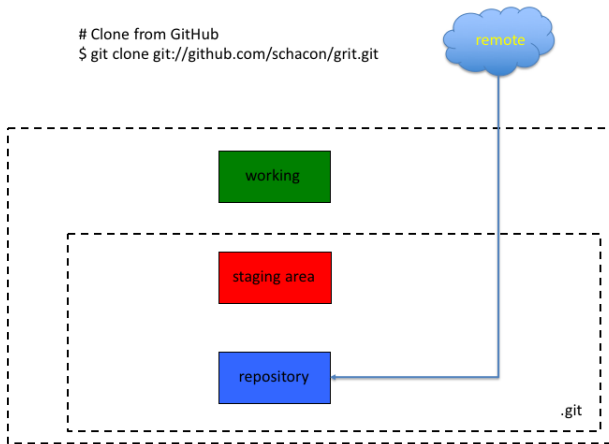 # Clone from GitHub
$ git clone git://github.com/schacon/grit.git
remote
working
staging area
repository
.git